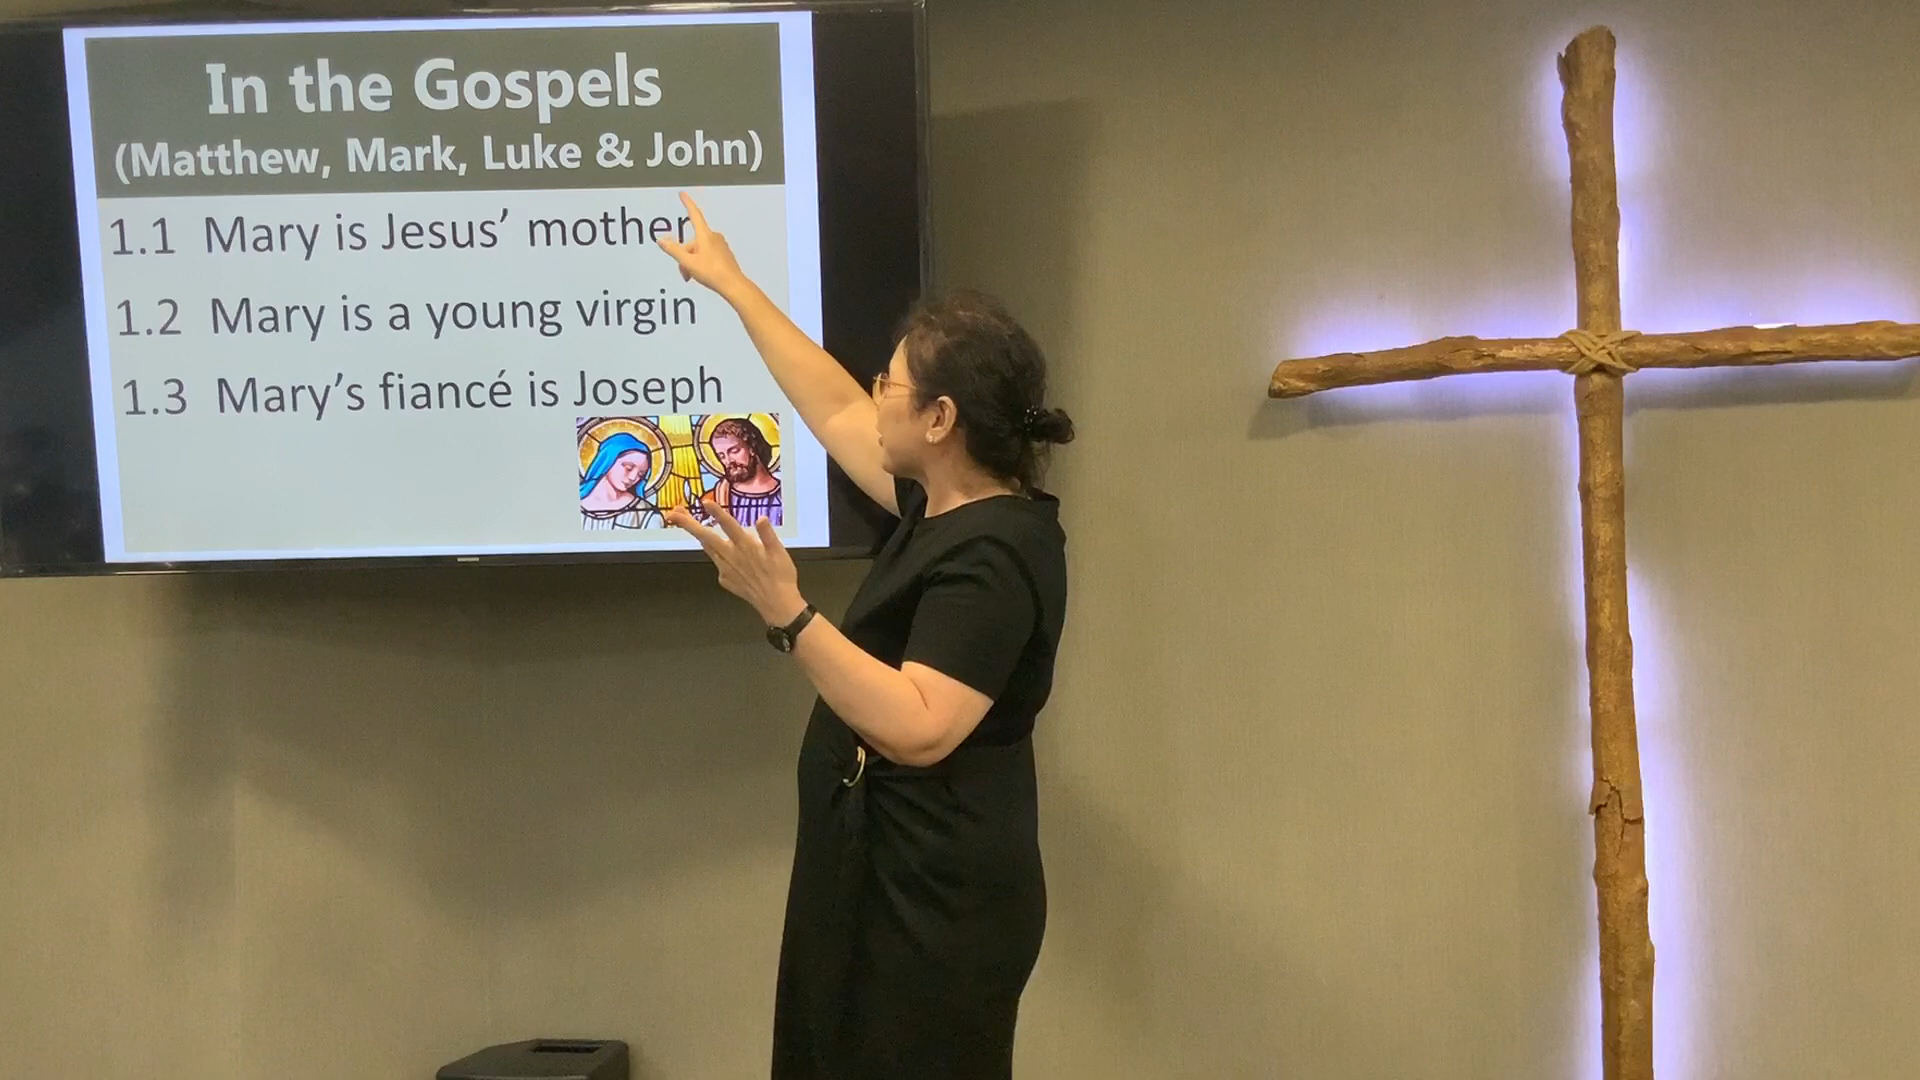 In the Gospels
(Matthew, Mark, Luke & John)
1.1 Mary is Jesus’ mother
1.2 Mary is a young virgin
1.3 Mary’s fiancé is Joseph